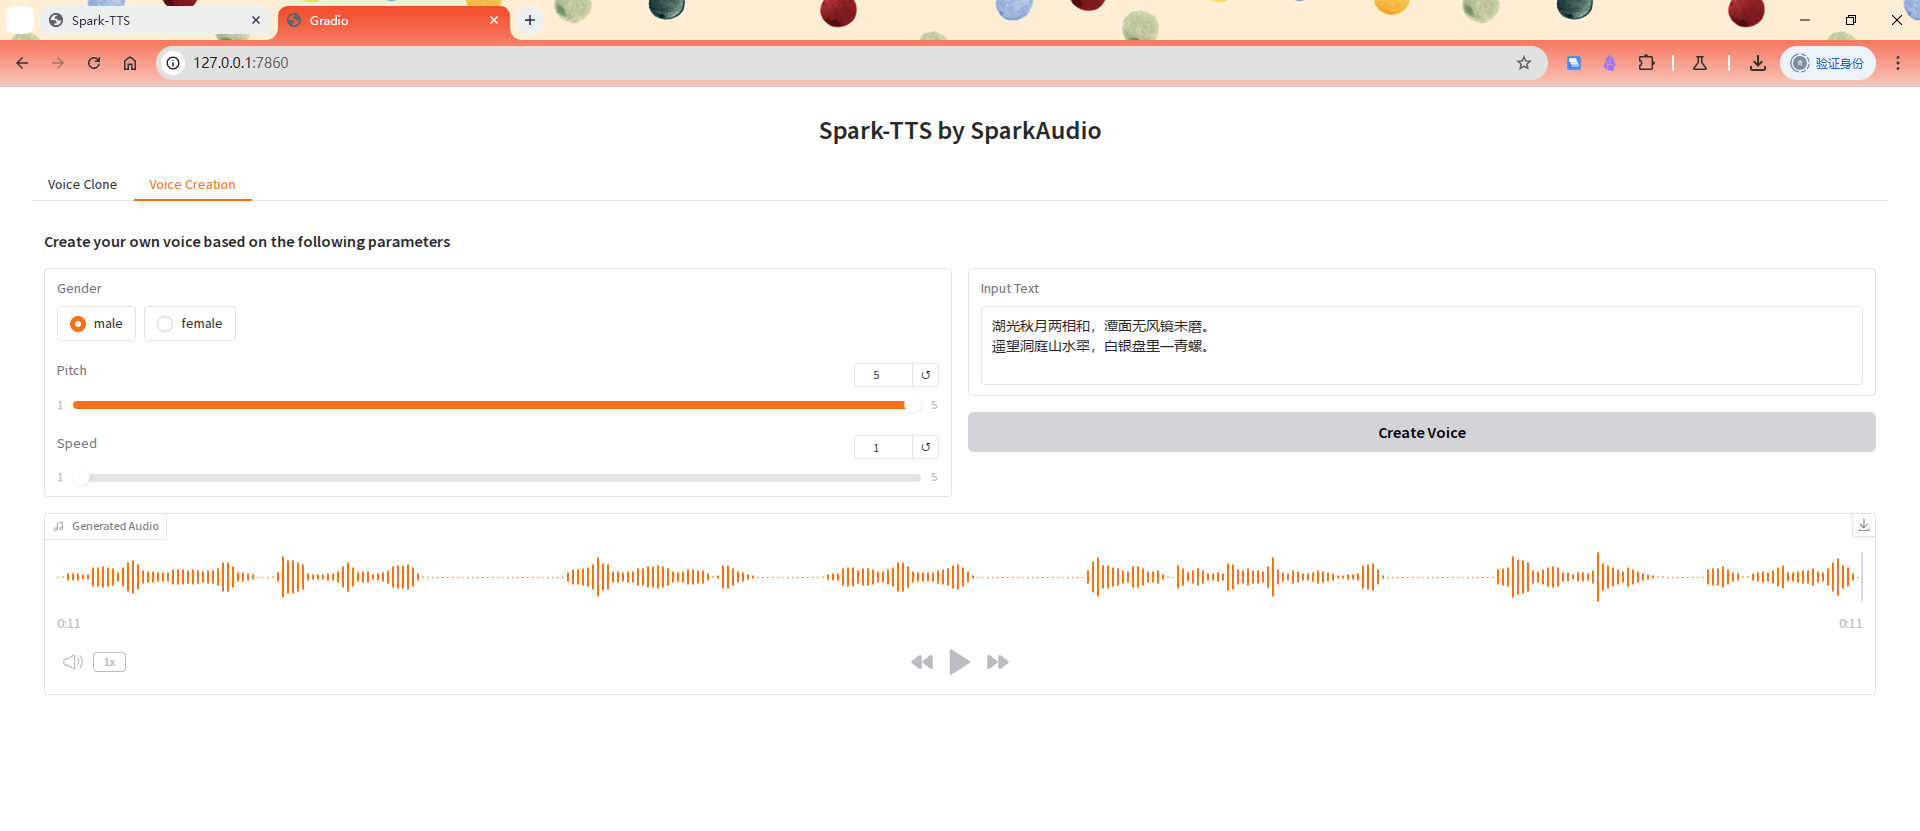 Spark-TTS
Gradio
127.0.0.1:7860
验证身份
Spark-TTS by SparkAudio
Voice Clone
Voice Creation
Create your own voice based on the following parameters
Gender
male
female
Pitch
5
1
5
Speed
1
1
5
Input Text
湖光秋月两相和，潭面无风镜未磨。
遥望洞庭山水翠，白银盘里一青螺。
Create Voice
Generated Audio
0:11
0:11
1x